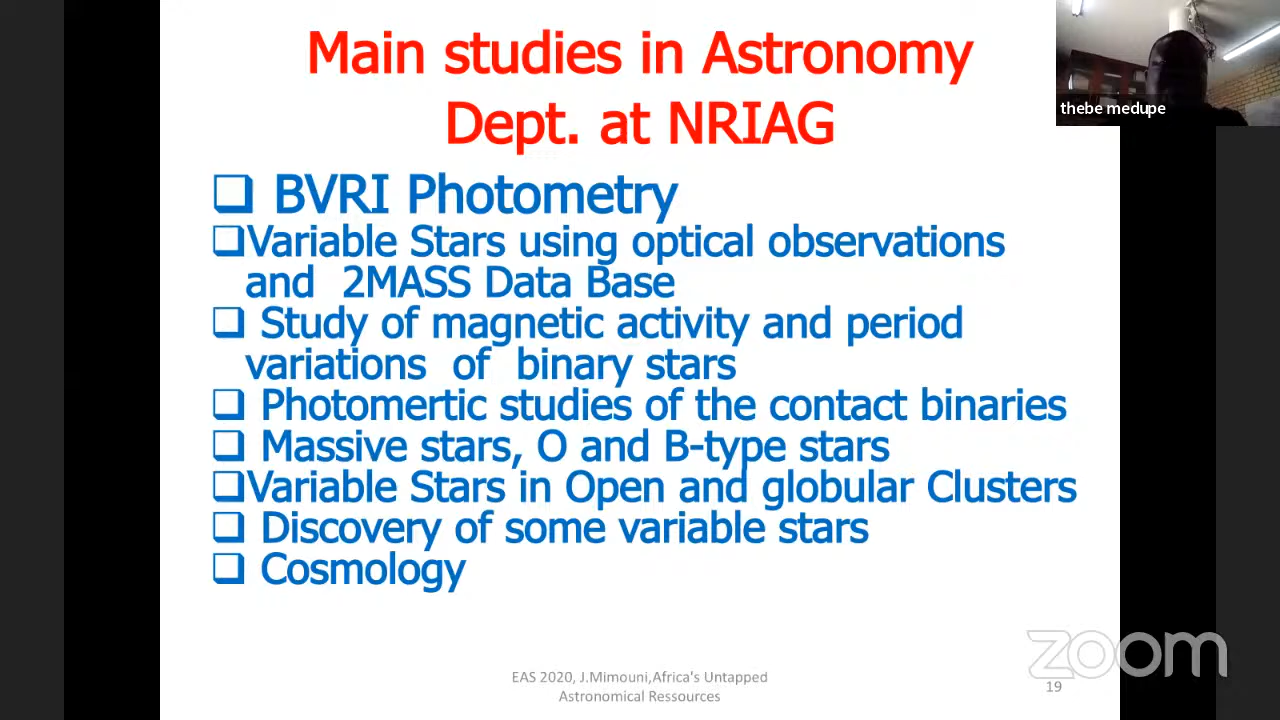 Main studies in Astronomy
Dept. at NRIAG
thebe medupe
❑ BVRI Photometry
❑Variable Stars using optical observations
and 2MASS Data Base
❑ Study of magnetic activity and period
variations of binary stars
❑ Photomertic studies of the contact binaries
❑ Massive stars, O and B-type stars
❑Variable Stars in Open and globular Clusters
❑ Discovery of some variable stars
❑ Cosmology
EAS 2020, J.Mimouni,Africa's Untapped
Astronomical Ressources
19
zoom